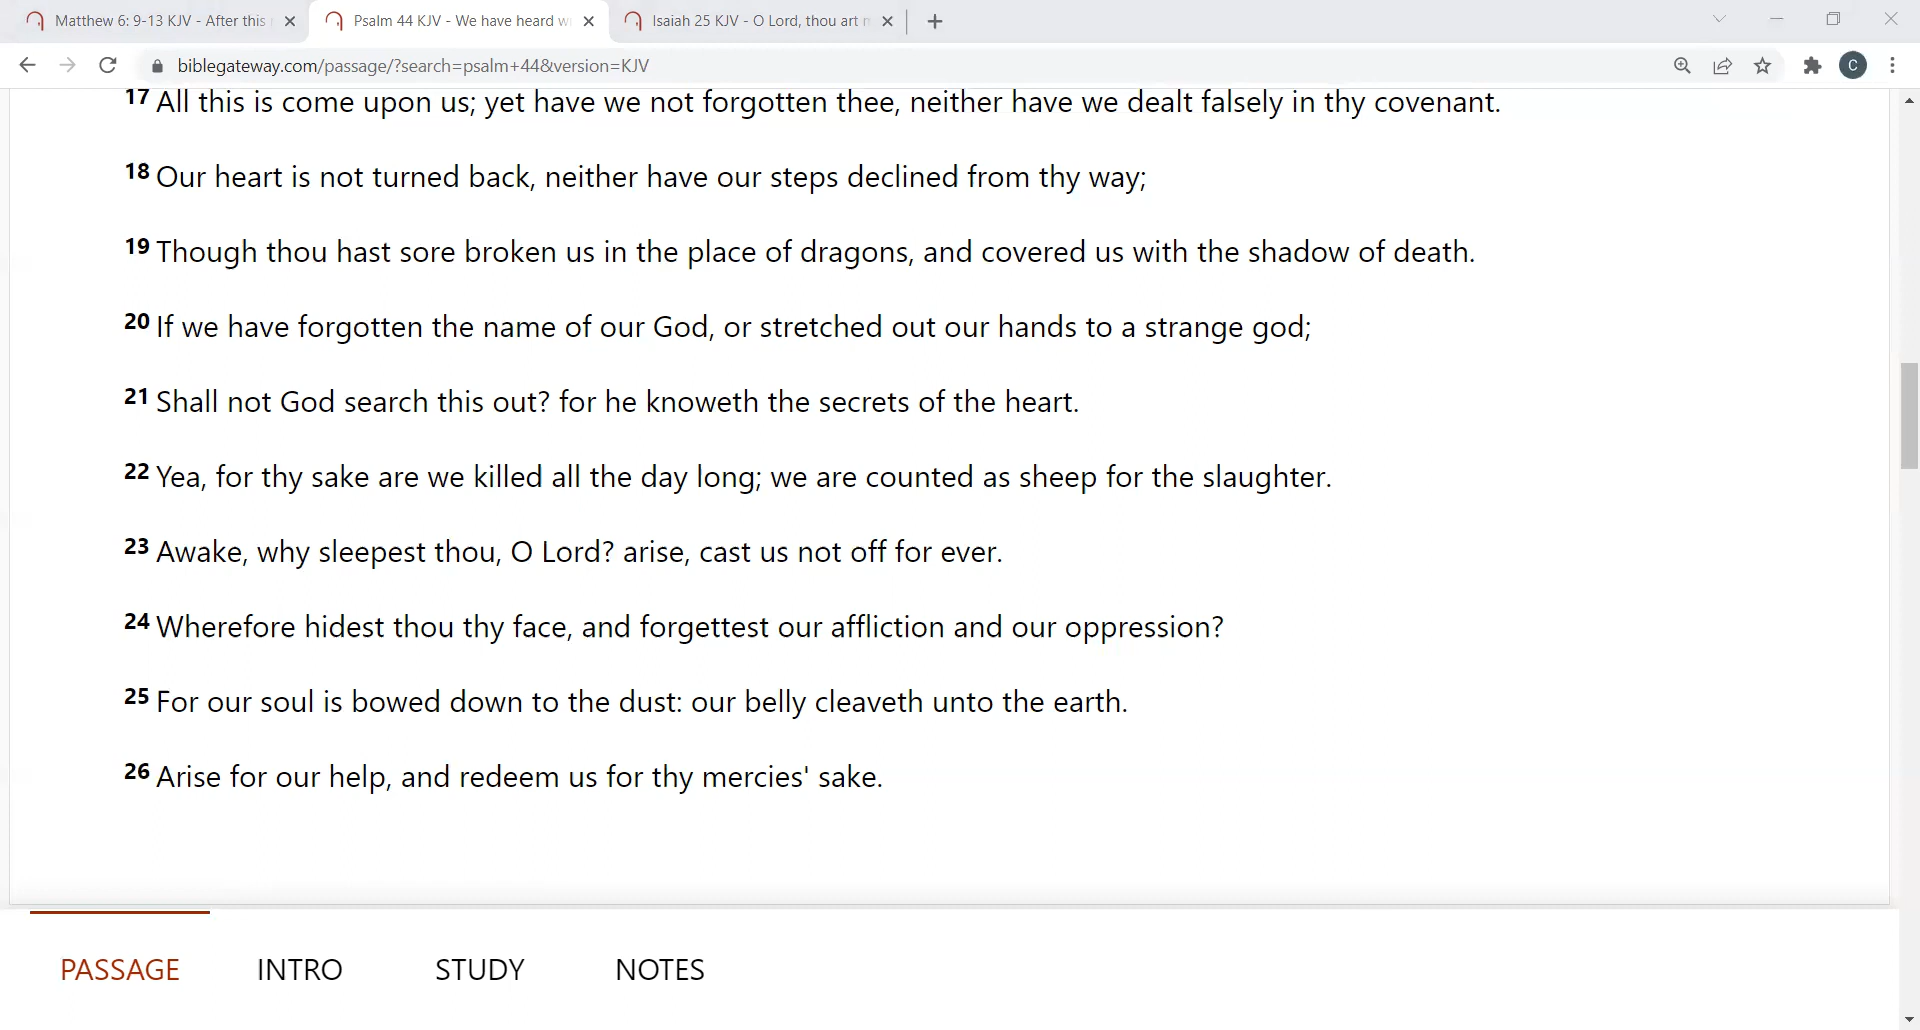 Matthew 6: 9-13 KJV - After this
Psalm 44 KJV - We have heard w
Isaiah 25 KJV - O Lord, thou art
biblegateway.com/passage/?search=psalm+44&version=KJV
C
17 All this is come upon us; yet have we not forgotten thee, neither have we dealt falsely in thy covenant.
18 Our heart is not turned back, neither have our steps declined from thy way;
19 Though thou hast sore broken us in the place of dragons, and covered us with the shadow of death.
20 If we have forgotten the name of our God, or stretched out our hands to a strange god;
21 Shall not God search this out? for he knoweth the secrets of the heart.
22 Yea, for thy sake are we killed all the day long; we are counted as sheep for the slaughter.
23 Awake, why sleepest thou, O Lord? arise, cast us not off for ever.
24 Wherefore hidest thou thy face, and forgettest our affliction and our oppression?
25 For our soul is bowed down to the dust: our belly cleaveth unto the earth.
26 Arise for our help, and redeem us for thy mercies' sake.
PASSAGE INTRO STUDY NOTES